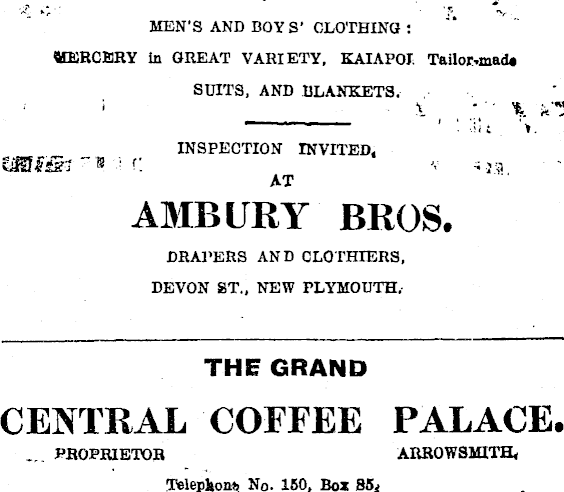 MEN'S AND BOYS' CLOTHING:
MERCERY in GREAT VARIETY, KAIAPOI Tailor-made
SUITS, AND BLANKETS.
INSPECTION INVITED,
AT
AMBURY BROS.
DRAPERS AND CLOTHIERS,
DEVON ST., NEW PLYMOUTH.
THE GRAND
CENTRAL COFFEE PALACE.
PROPRIETOR ARROWSMITH,
Telephone No. 150, Box 85,